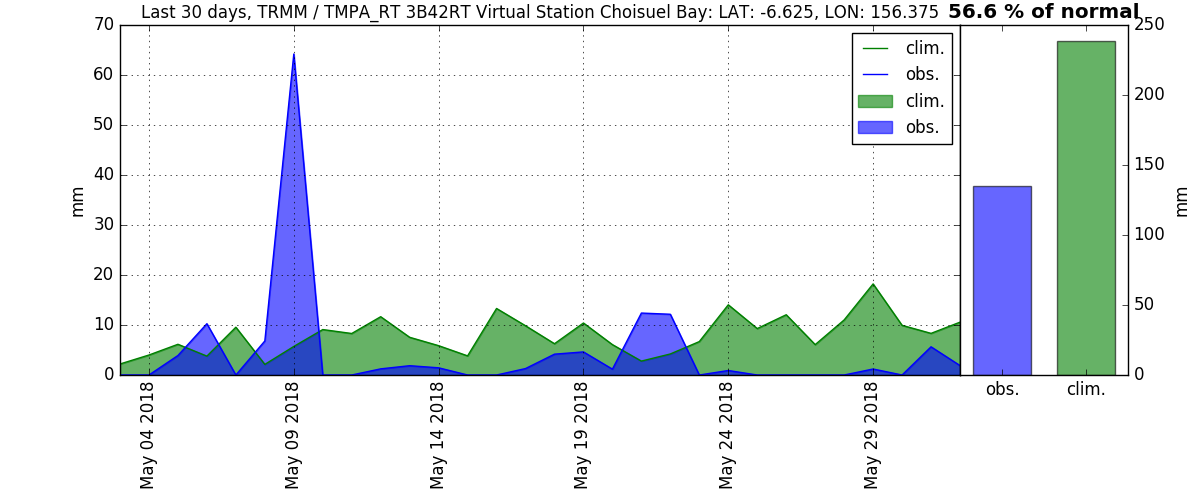 Last 30 days, TRMM / TMPA_RT 3B42RT Virtual Station Choisuel Bay: LAT: -6.625, LON: 156.375
56.6 % of normal
70
60
50
40
30
20
10
0
mm
clim.
obs.
clim.
obs.
May 04 2018
May 09 2018
May 14 2018
May 19 2018
May 24 2018
May 29 2018
250
200
150
100
50
0
mm
obs.
clim.